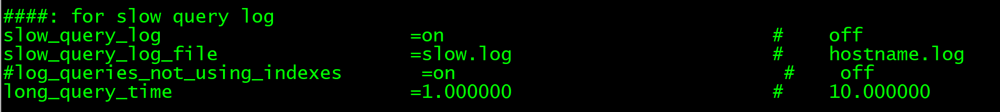 ####: for slow query log
slow_query_log                      =on                             #    off
slow_query_log_file                 =slow.log                       #    hostname.log
#log_queries_not_using_indexes       =on                             #    off
long_query_time                     =1.000000                       #    10.000000